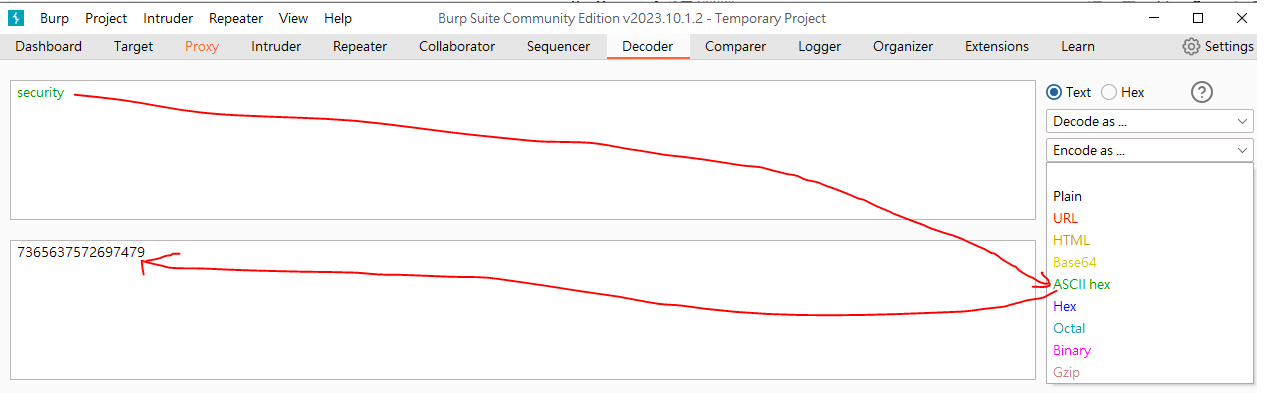 Burp Project Intruder Repeater View Help Burp Suite Community Edition v2023.10.1.2 - Temporary Project
Dashboard Target Proxy Intruder Repeater Collaborator Sequencer Decoder Comparer Logger Organizer Extensions Learn Settings
security
Text Hex ?
Decode as ...
Encode as ...
Plain
URL
HTML
Base64
ASCII hex
Hex
Octal
Binary
Gzip
7365637572697479